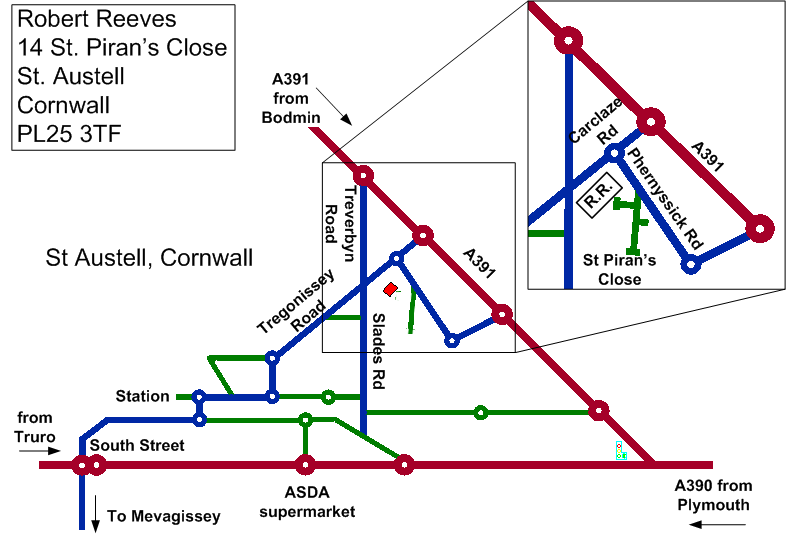 Robert Reeves
14 St. Piran's Close
St. Austell
Cornwall
PL25 3TF
A391
from
Bodmin
Carclaze
Rd
A391
Phernyssick Rd
R.R.
St Piran's
Close
Treverbyn
Road
St Austell, Cornwall
A391
Tregonissey
Road
Slades Rd
Station
from
Truro
South Street
ASDA
supermarket
A390 from
Plymouth
To Mevagissey